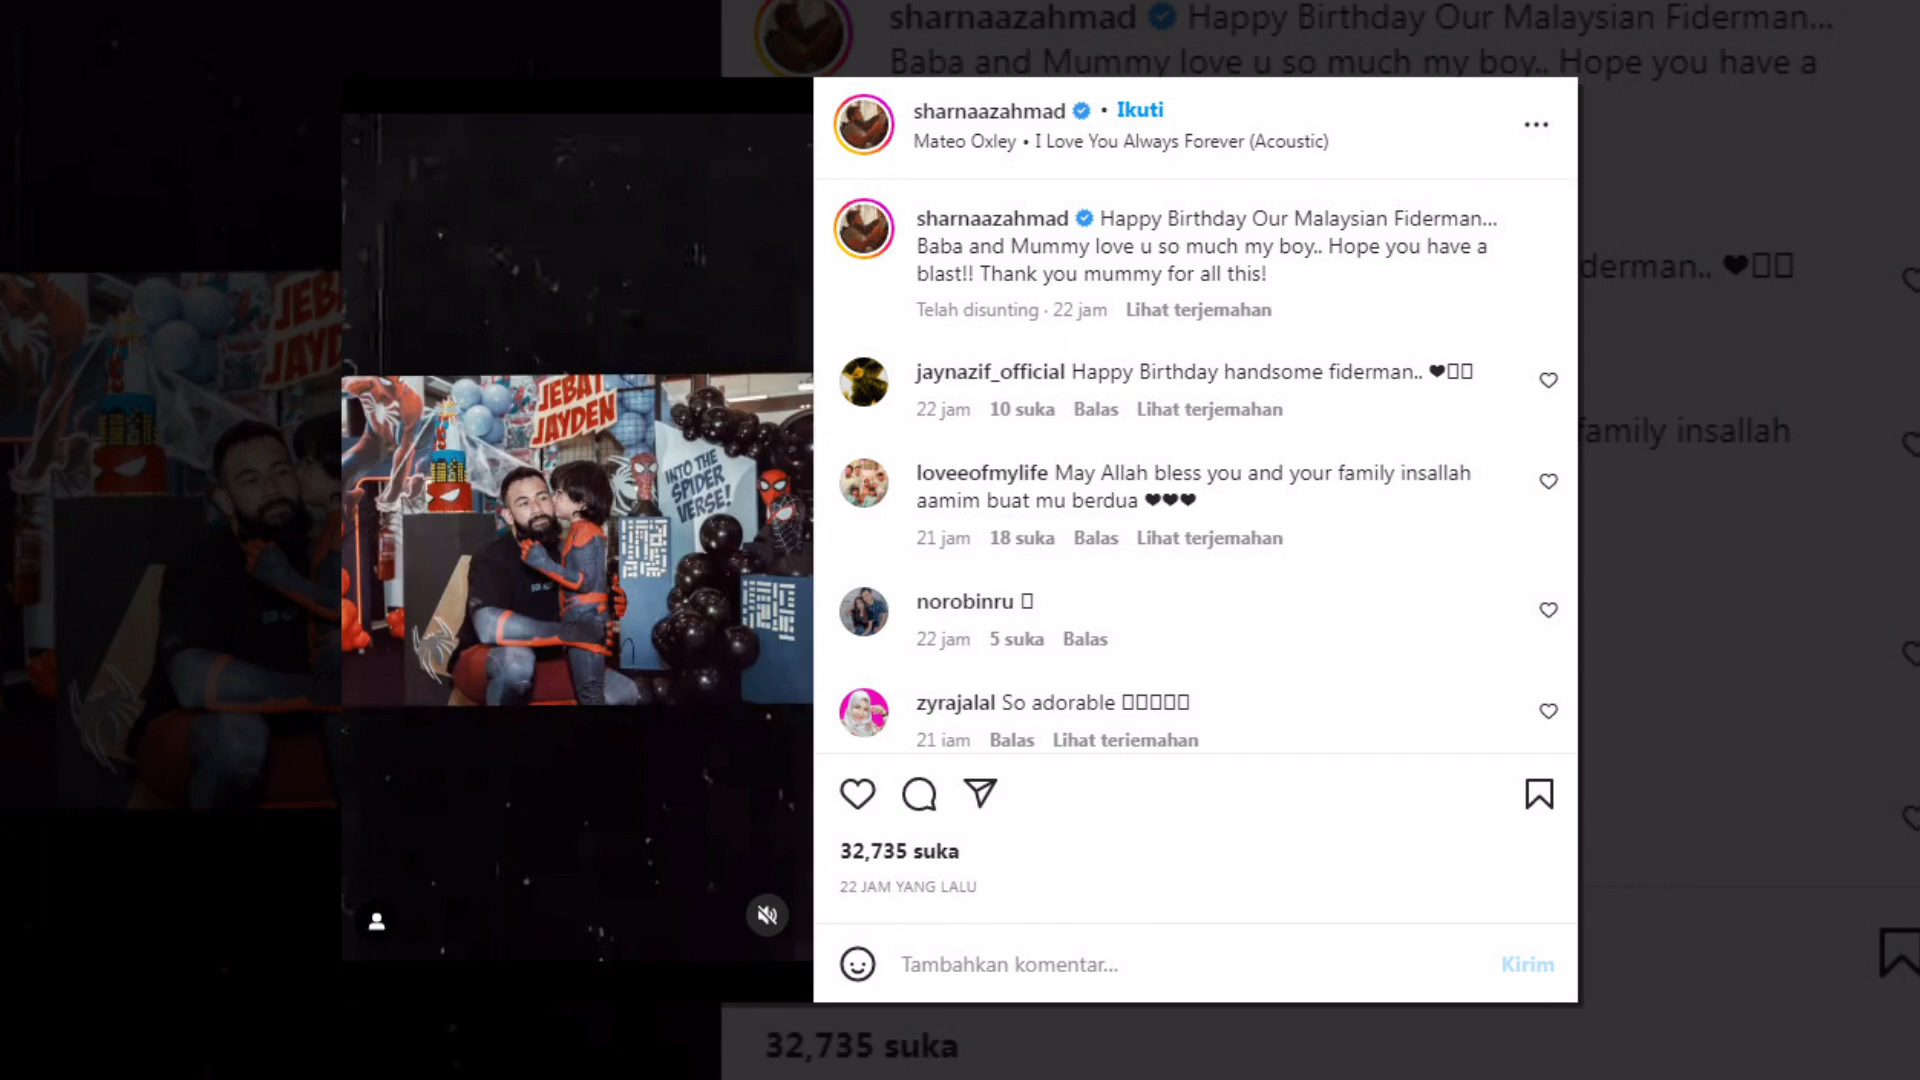 sharnaazahmad Happy Birthday Our Malaysian Fiderman...
Baba and Mummy love u so much my boy.. Hope you have a
sharnaazahmad • Ikuti
Mateo Oxley • I Love You Always Forever (Acoustic)
sharnaazahmad Happy Birthday Our Malaysian Fiderman...
Baba and Mummy love u so much my boy.. Hope you have a
blast!! Thank you mummy for all this!
Telah disunting · 22 jam Lihat terjemahan
jaynazif_official Happy Birthday handsome fiderman.. ❤▯▯
22 jam 10 suka Balas Lihat terjemahan
loveeofmylife May Allah bless you and your family insallah
aamim buat mu berdua ❤❤❤
21 jam 18 suka Balas Lihat terjemahan
norobinru ▯
22 jam 5 suka Balas
zyrajalal So adorable ▯▯▯▯▯
21 jam Balas Lihat terjemahan
32,735 suka
22 JAM YANG LALU
Tambahkan komentar...
Kirim
JEBAT
JAYDEN
INTO THE
SPIDER
VERSE!
JEBA
JAYD
derman.. ❤▯▯
family insallah
32,735 suka